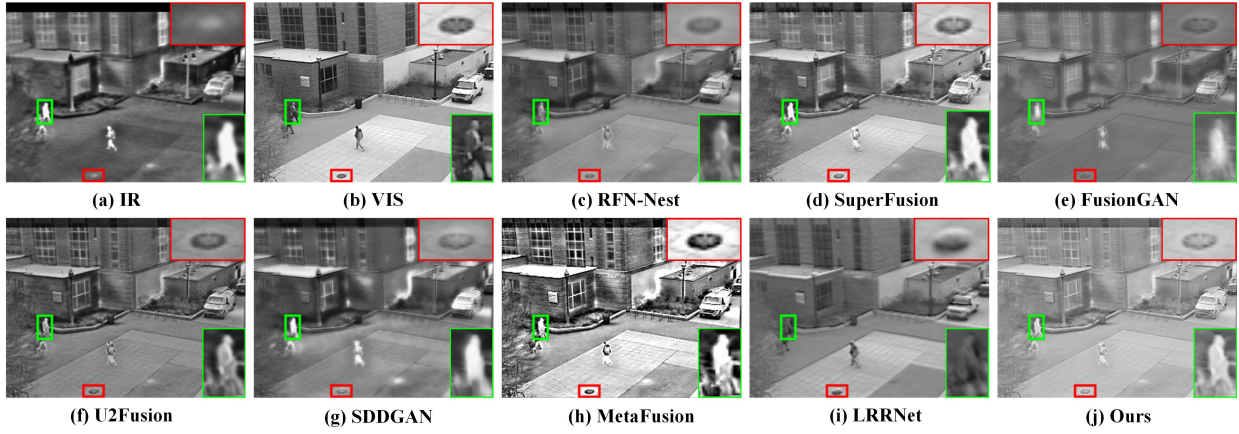 (a) IR
(b) VIS
(c) RFN-Nest
(d) SuperFusion
(e) FusionGAN
(f) U2Fusion
(g) SDDGAN
(h) MetaFusion
(i) LRRNet
(j) Ours